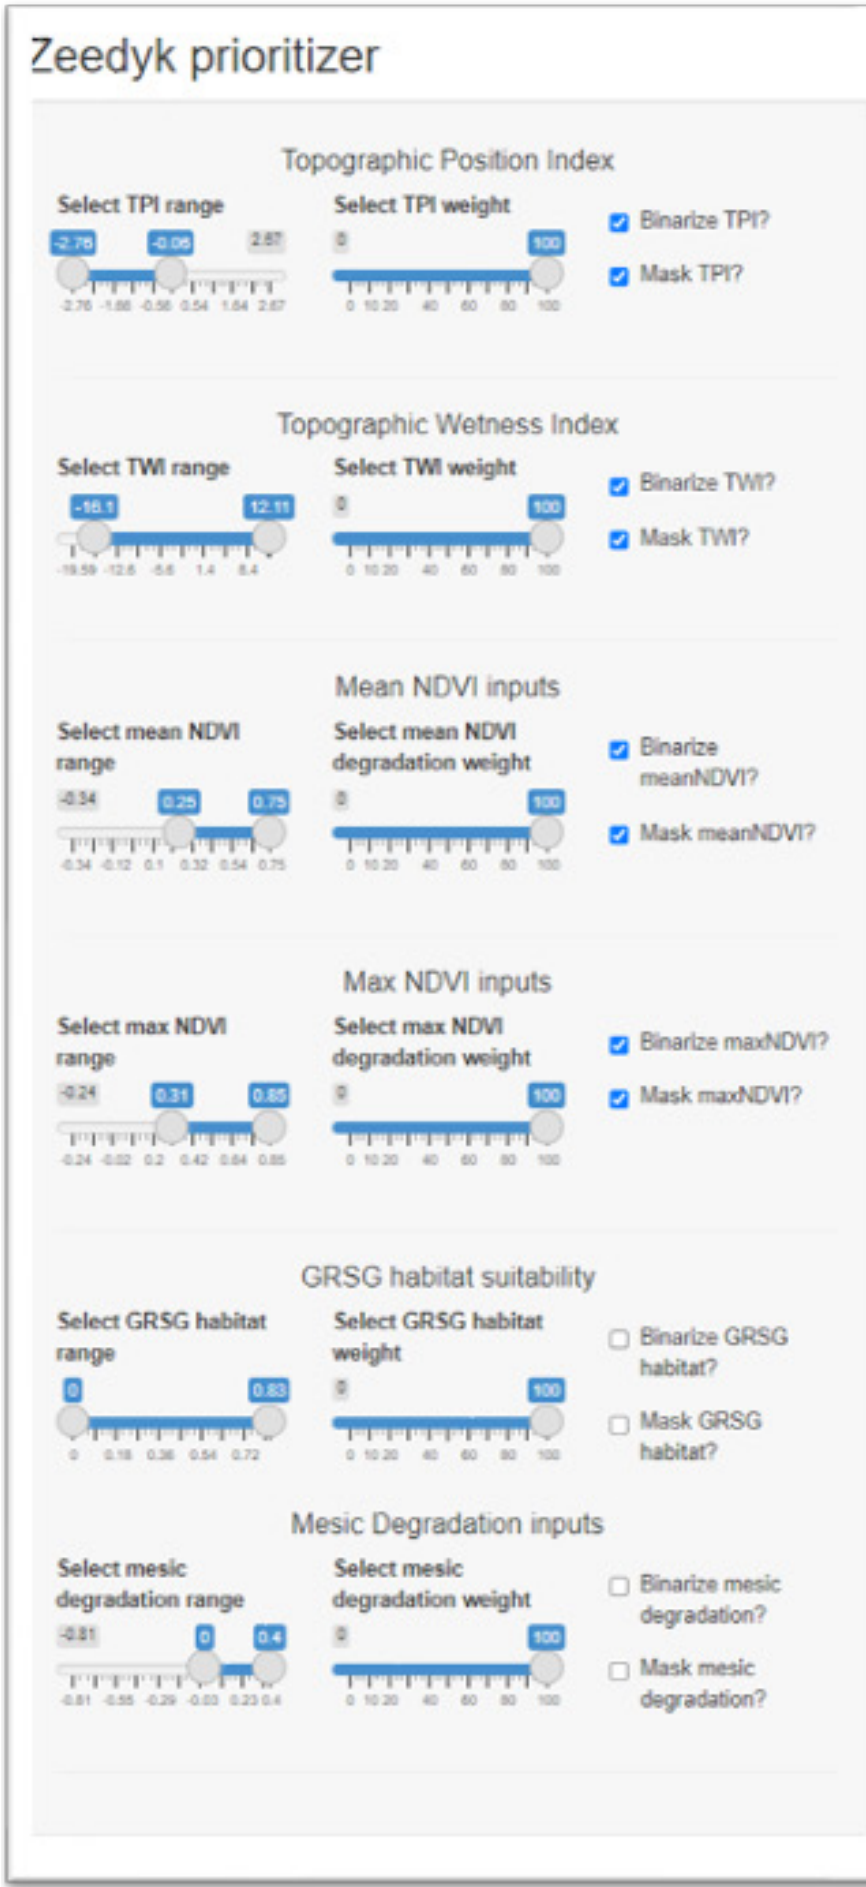 Zeedyk prioritizer
Topographic Position Index
Select TPI range
Select TPI weight
Binarize TPI?
-2.76
-0.06
2.67
0
100
Mask TPI?
-2.76 -1.66 -0.56 0.54 1.64 2.67
0 10 20 40 60 80 100
Topographic Wetness Index
Select TWI range
Select TWI weight
Binarize TWI?
-16.1
12.11
0
100
Mask TWI?
-19.59 -12.6 -5.6 1.4 8.4
0 10 20 40 60 80 100
Mean NDVI inputs
Select mean NDVI
range
Select mean NDVI
degradation weight
Binarize
meanNDVI?
-0.34
0.25
0.75
0
100
Mask meanNDVI?
-0.34 -0.12 0.1 0.32 0.54 0.75
0 10 20 40 60 80 100
Max NDVI inputs
Select max NDVI
range
Select max NDVI
degradation weight
Binarize maxNDVI?
-0.24
0.31
0.85
0
100
Mask maxNDVI?
-0.24 -0.02 0.2 0.42 0.64 0.85
0 10 20 40 60 80 100
GRSG habitat suitability
Select GRSG habitat
range
Select GRSG habitat
weight
Binarize GRSG
habitat?
0
0.83
0
100
Mask GRSG
habitat?
0 0.18 0.36 0.54 0.72
0 10 20 40 60 80 100
Mesic Degradation inputs
Select mesic
degradation range
Select mesic
degradation weight
Binarize mesic
degradation?
-0.81
0
0.4
0
100
Mask mesic
degradation?
-0.81 -0.55 -0.29 -0.03 0.23 0.4
0 10 20 40 60 80 100